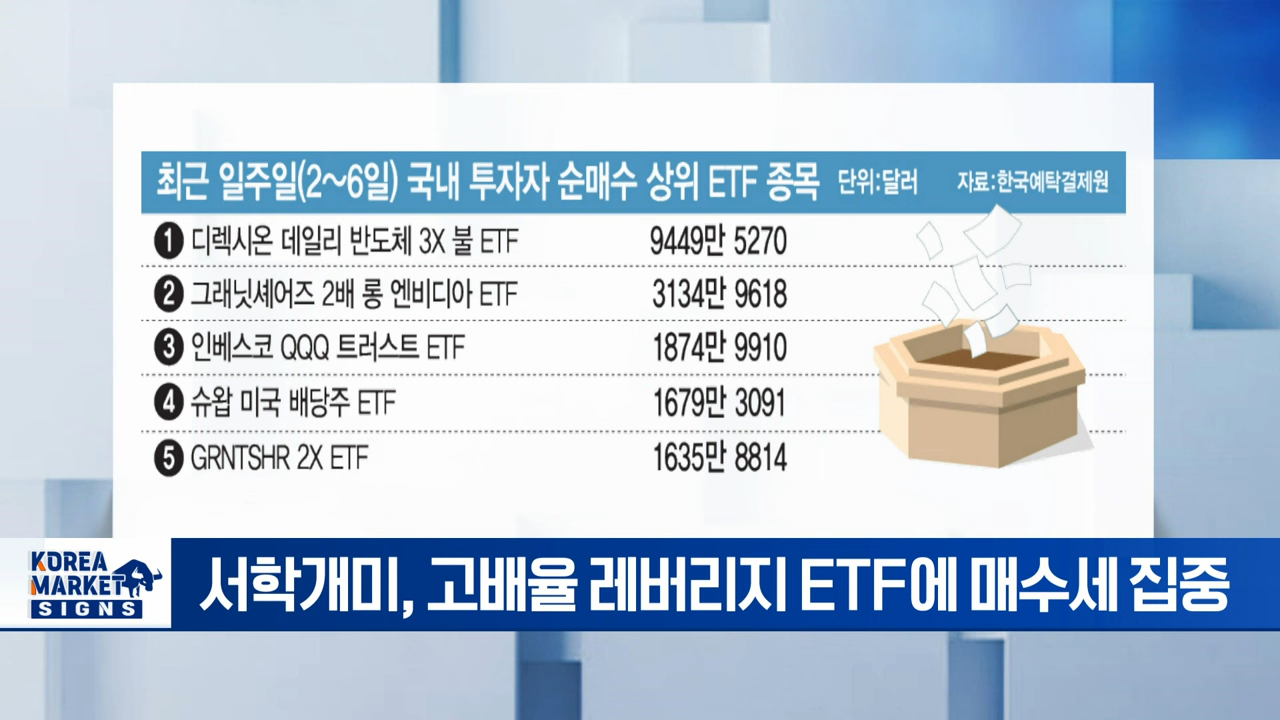 최근 일주일(2~6일) 국내 투자자 순매수 상위 ETF 종목 단위:달러 자료:한국예탁결제원
1 디렉시온 데일리 반도체 3X 불 ETF 9449만 5270
2 그래닛셰어즈 2배 롱 엔비디아 ETF 3134만 9618
3 인베스코 QQQ 트러스트 ETF 1874만 9910
4 슈왑 미국 배당주 ETF 1679만 3091
5 GRNTSHR 2X ETF 1635만 8814
KOREA
MARKET
SIGNS
서학개미, 고배율 레버리지 ETF에 매수세 집중